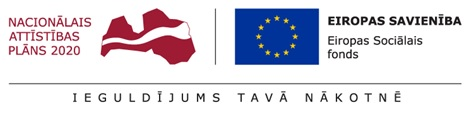 NACIONĀLAIS
ATTĪSTĪBAS
PLĀNS 2020
EIROPAS SAVIENĪBA
Eiropas Sociālais
fonds
IEGULDĪJUMS TAVĀ NĀKOTNĒ